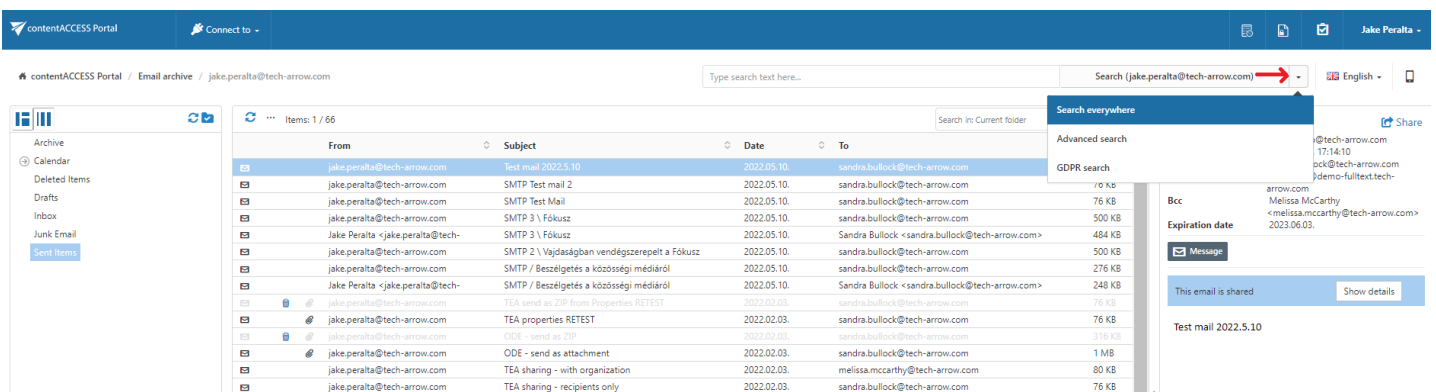 contentACCESS Portal
Connect to
Jake Peralta
contentACCESS Portal / Email archive / jake.peralta@tech-arrow.com
Type search text here...
Search (jake.peralta@tech-arrow.com)
English
Search everywhere
Advanced search
GDPR search
Archive
Calendar
Deleted Items
Drafts
Inbox
Junk Email
Sent Items
Items: 1 / 66
Search in: Current folder
From Subject Date To
jake.peralta@tech-arrow.com Test mail 2022.5.10 2022.05.10. sandra.bullock@tech-arrow.com
jake.peralta@tech-arrow.com SMTP Test mail 2 2022.05.10. sandra.bullock@tech-arrow.com 76 KB
jake.peralta@tech-arrow.com SMTP Test Mail 2022.05.10. sandra.bullock@tech-arrow.com 76 KB
jake.peralta@tech-arrow.com SMTP 3 \ Fókusz 2022.05.10. sandra.bullock@tech-arrow.com 500 KB
Jake Peralta <jake.peralta@tech- SMTP 3 \ Fókusz 2022.05.10. Sandra Bullock <sandra.bullock@tech-arrow.com> 484 KB
jake.peralta@tech-arrow.com SMTP 2 \ Vajdaságban vendégszerepelt a Fókusz 2022.05.10. sandra.bullock@tech-arrow.com 500 KB
jake.peralta@tech-arrow.com SMTP / Beszélgetés a közösségi médiáról 2022.05.10. sandra.bullock@tech-arrow.com 276 KB
Jake Peralta <jake.peralta@tech- SMTP / Beszélgetés a közösségi médiáról 2022.05.10. Sandra Bullock <sandra.bullock@tech-arrow.com> 248 KB
jake.peralta@tech-arrow.com TEA send as ZIP from Properties RETEST 2022.02.03. sandra.bullock@tech-arrow.com 76 KB
jake.peralta@tech-arrow.com TEA properties RETEST 2022.02.03. sandra.bullock@tech-arrow.com 76 KB
jake.peralta@tech-arrow.com ODE - send as ZIP 2022.02.03. sandra.bullock@tech-arrow.com 316 KB
jake.peralta@tech-arrow.com ODE - send as attachment 2022.02.03. sandra.bullock@tech-arrow.com 1 MB
jake.peralta@tech-arrow.com TEA sharing - with organization 2022.02.03. melissa.mccarthy@tech-arrow.com 80 KB
jake.peralta@tech-arrow.com TEA sharing - recipients only 2022.02.03. sandra.bullock@tech-arrow.com 76 KB
Share
@tech-arrow.com
17:14:10
ock@tech-arrow.com
@demo-fulltext.tech-
arrow.com
Bcc Melissa McCarthy
<melissa.mccarthy@tech-arrow.com>
Expiration date 2023.06.03.
Message
This email is shared
Show details
Test mail 2022.5.10